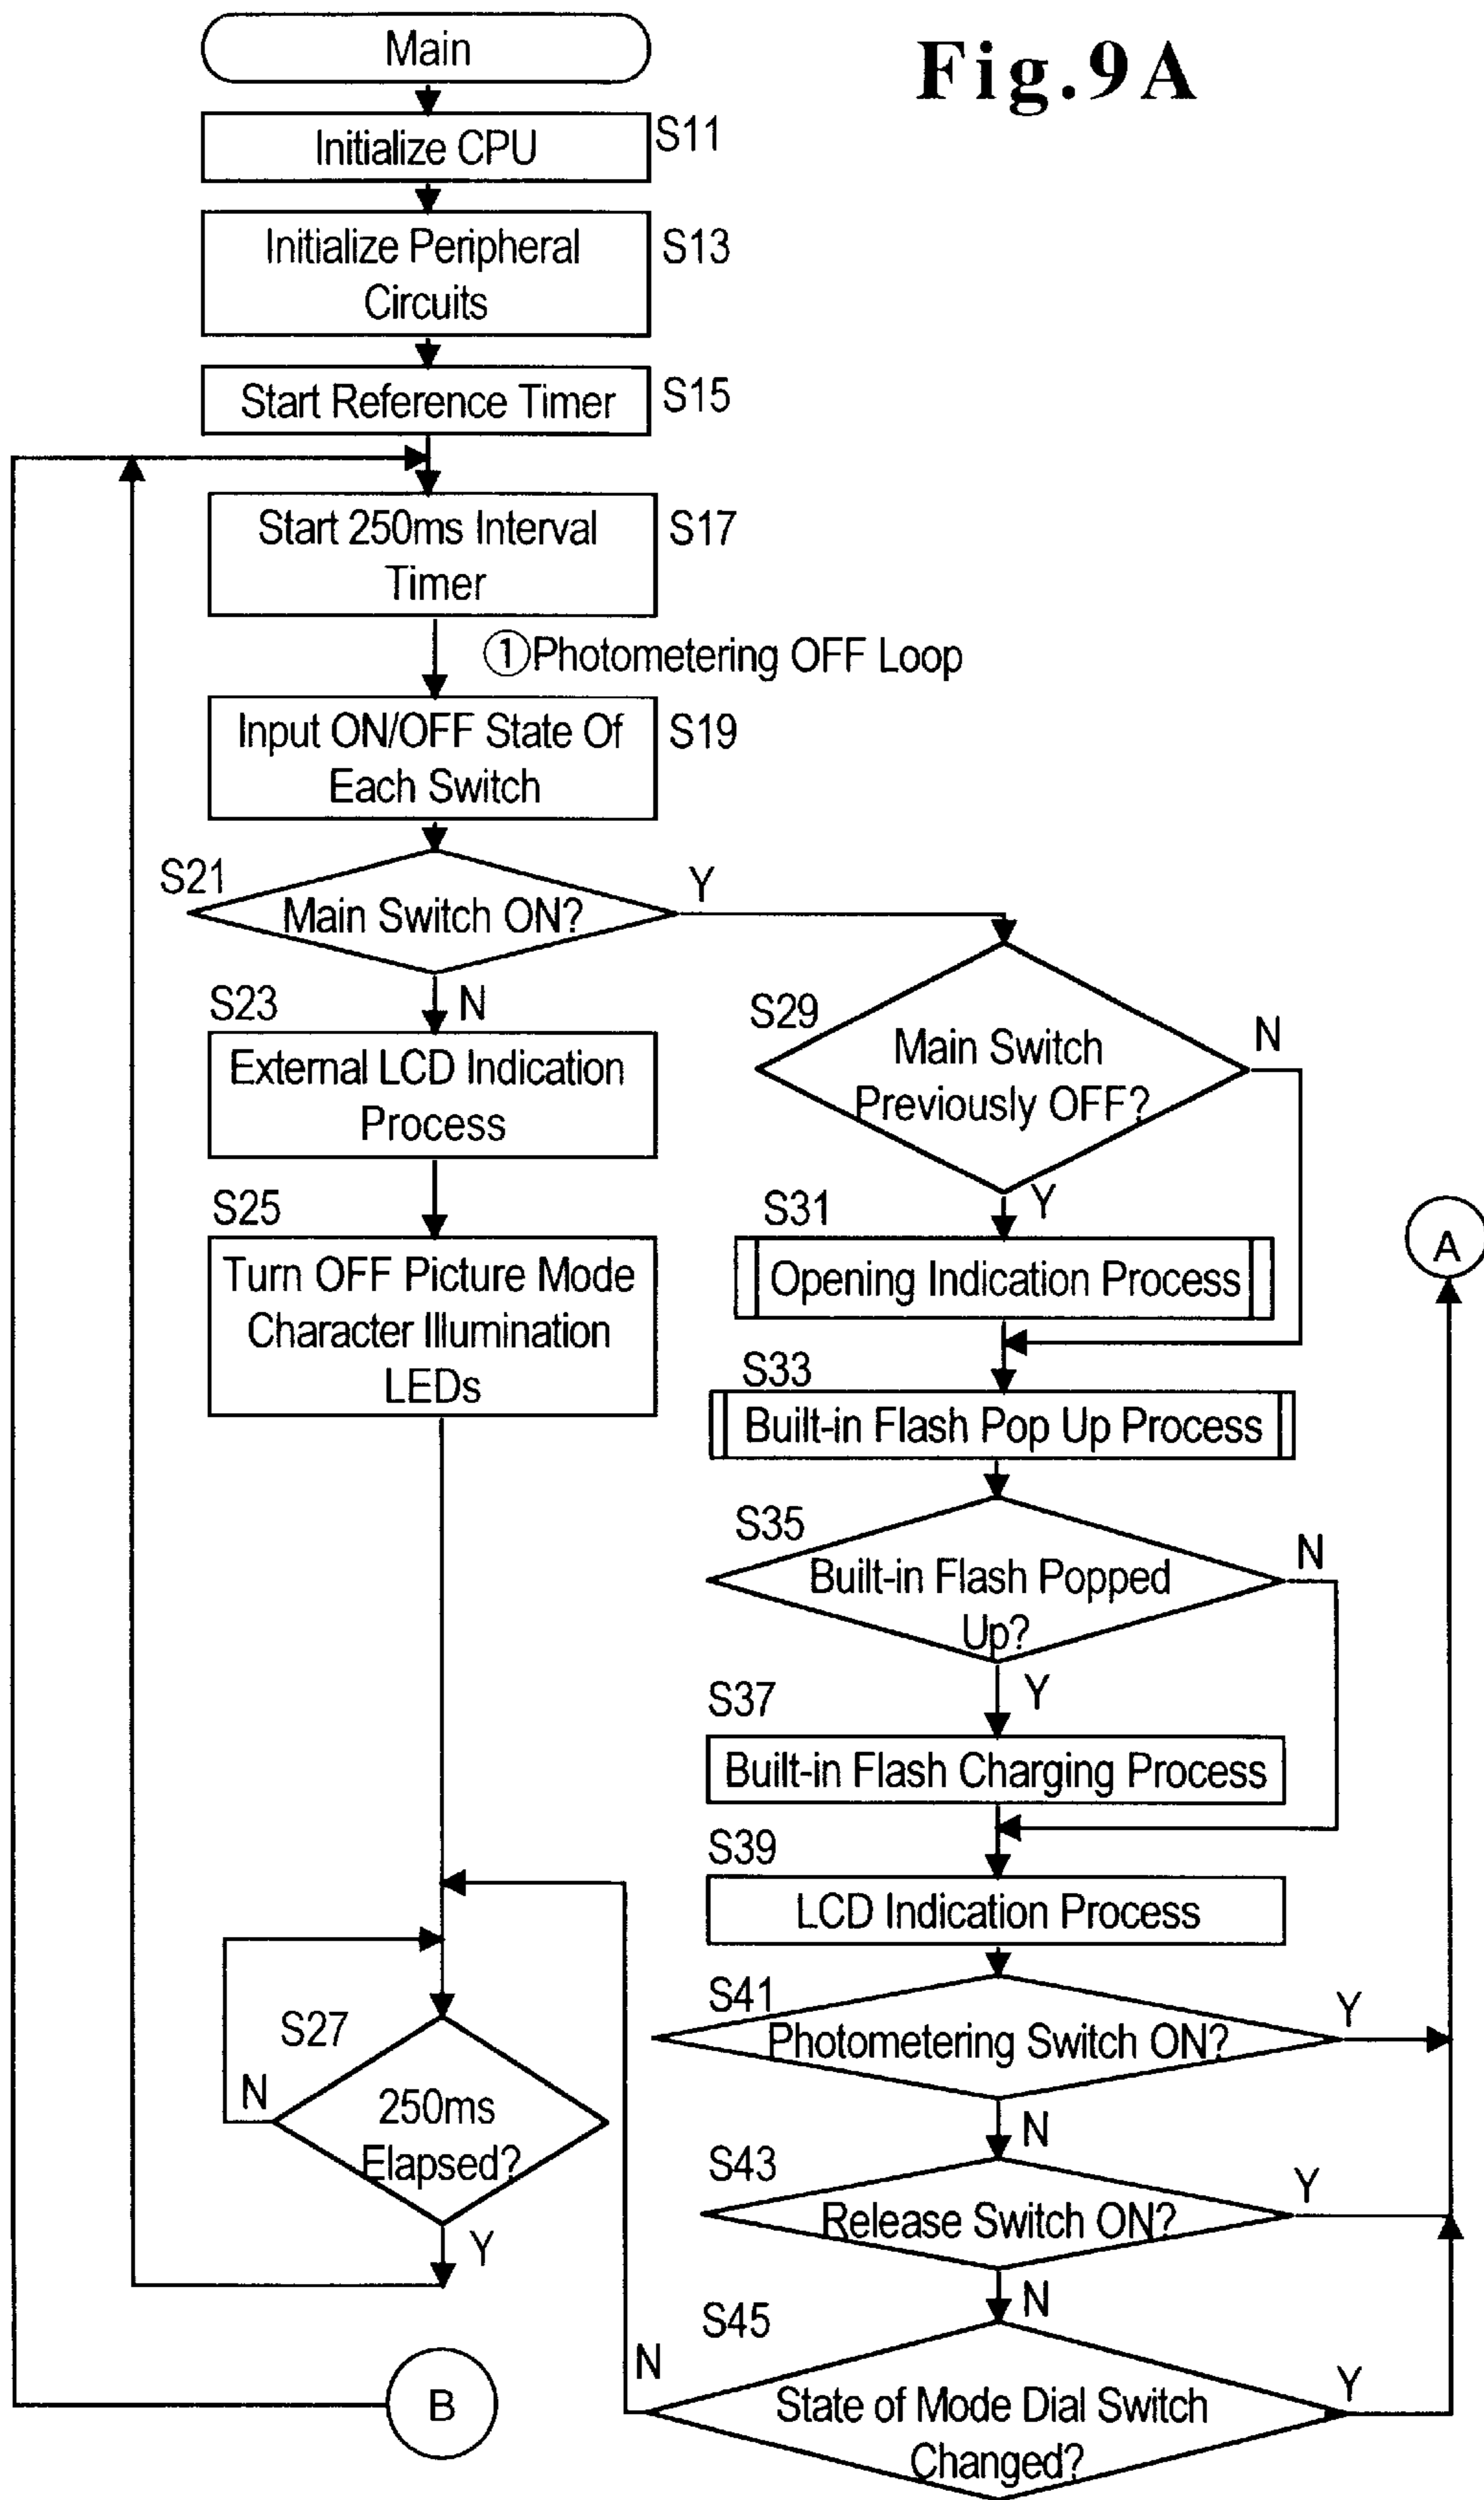 Fig.9A
Main
Initialize CPU
S11
Initialize Peripheral
Circuits
S13
Start Reference Timer
S15
Start 250ms Interval
Timer
S17
①Photometering OFF Loop
Input ON/OFF State Of
Each Switch
S19
S21
Main Switch ON?
Y
N
S23
External LCD Indication
Process
S25
Turn OFF Picture Mode
Character Illumination
LEDs
S27
250ms
Elapsed?
N
Y
B
S29
Main Switch
Previously OFF?
N
Y
S31
Opening Indication Process
S33
Built-in Flash Pop Up Process
S35
Built-in Flash Popped
Up?
N
Y
S37
Built-in Flash Charging Process
S39
LCD Indication Process
S41
Photometering Switch ON?
Y
N
S43
Release Switch ON?
Y
N
S45
State of Mode Dial Switch
Changed?
N
Y
A